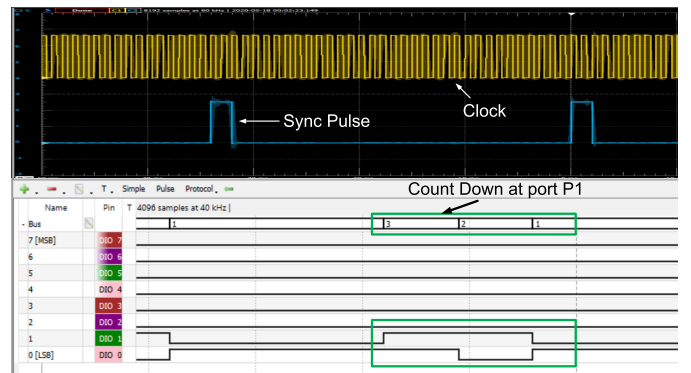 Done C1 C2 8192 samples at 80 kHz | 2020-05-18 00:02:23.149
Clock
Sync Pulse
T. Simple Pulse Protocol
Count Down at port P1
Name Pin T 4096 samples at 40 kHz |
- Bus 1 3 2 1
7 [MSB] DIO 7
6 DIO 6
5 DIO 5
4 DIO 4
3 DIO 3
2 DIO 2
1 DIO 1
0 [LSB] DIO 0